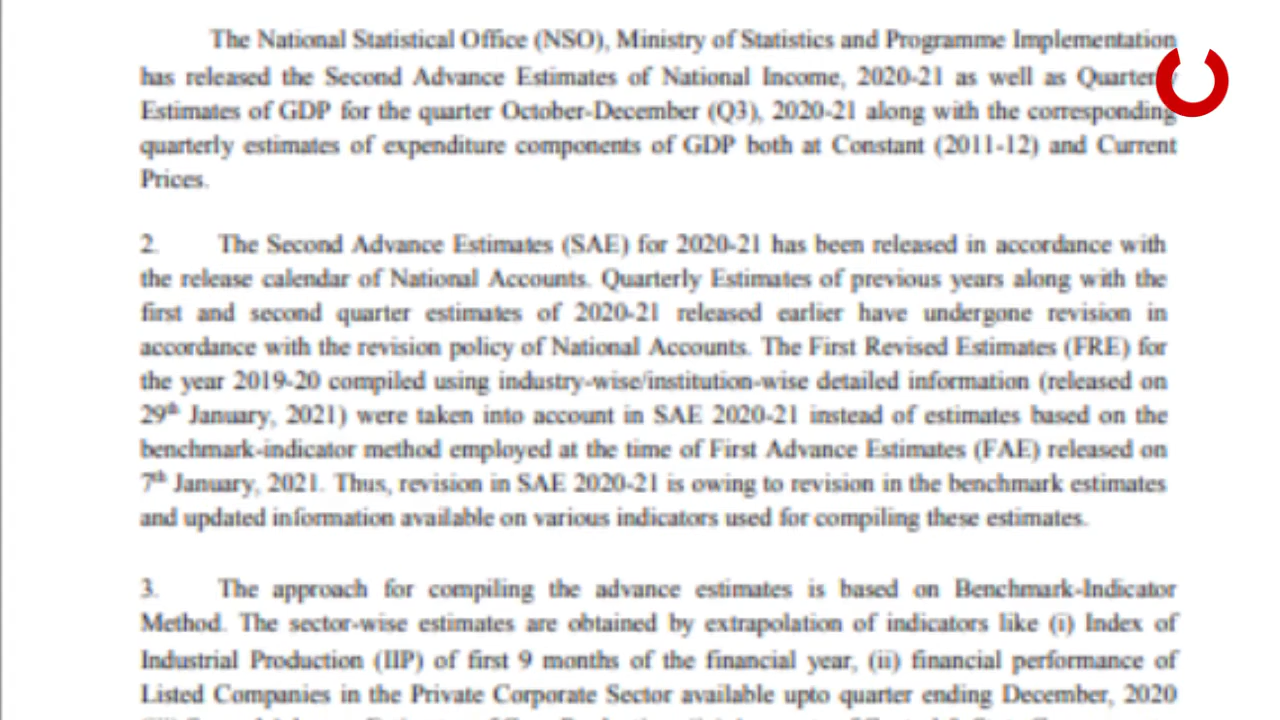 The National Statistical Office (NSO), Ministry of Statistics and Programme Implementation
has released the Second Advance Estimates of National Income, 2020-21 as well as Quarterly
Estimates of GDP for the quarter October-December (Q3), 2020-21 along with the corresponding
quarterly estimates of expenditure components of GDP both at Constant (2011-12) and Current
Prices.
2. The Second Advance Estimates (SAE) for 2020-21 has been released in accordance with
the release calendar of National Accounts. Quarterly Estimates of previous years along with the
first and second quarter estimates of 2020-21 released earlier have undergone revision in
accordance with the revision policy of National Accounts. The First Revised Estimates (FRE) for
the year 2019-20 compiled using industry-wise/institution-wise detailed information (released on
29th January, 2021) were taken into account in SAE 2020-21 instead of estimates based on the
benchmark-indicator method employed at the time of First Advance Estimates (FAE) released on
7th January, 2021. Thus, revision in SAE 2020-21 is owing to revision in the benchmark estimates
and updated information available on various indicators used for compiling these estimates.
3. The approach for compiling the advance estimates is based on Benchmark-Indicator
Method. The sector-wise estimates are obtained by extrapolation of indicators like (i) Index of
Industrial Production (IIP) of first 9 months of the financial year, (ii) financial performance of
Listed Companies in the Private Corporate Sector available upto quarter ending December, 2020